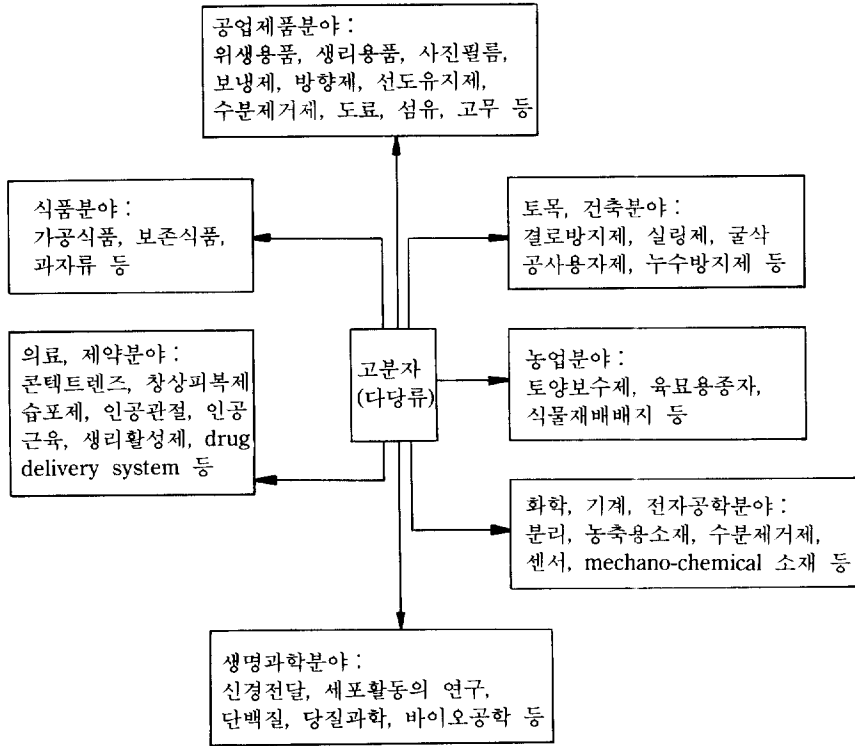 공업제품분야 :
위생용품, 생리용품, 사진필름,
보냉제, 방향제, 선도유지제,
수분제거제, 도료, 섬유, 고무 등
식품분야 :
가공식품, 보존식품,
과자류 등
토목, 건축분야 :
결로방지제, 실링제, 굴삭
공사용자제, 누수방지제 등
의료, 제약분야 :
콘텍트렌즈, 창상피복제
습포제, 인공관절, 인공
근육, 생리활성제, drug
delivery system 등
고분자
(다당류)
농업분야 :
토양보수제, 육묘용종자,
식물재배배지 등
화학, 기계, 전자공학분야 :
분리, 농축용소재, 수분제거제,
센서, mechano-chemical 소재 등
생명과학분야 :
신경전달, 세포활동의 연구,
단백질, 당질과학, 바이오공학 등